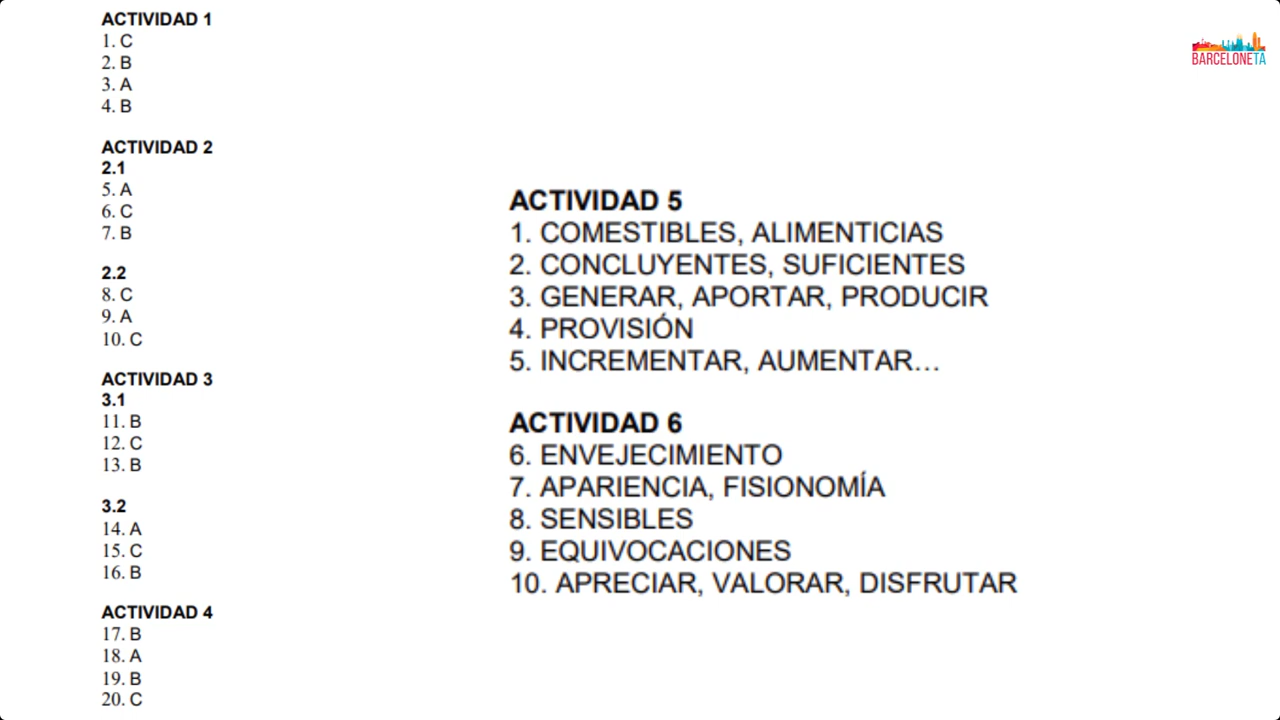 ACTIVIDAD 1
1. C
2. B
3. A
4. B
ACTIVIDAD 2
2.1
5. A
6. C
7. B
2.2
8. C
9. A
10. C
ACTIVIDAD 3
3.1
11. B
12. C
13. B
3.2
14. A
15. C
16. B
ACTIVIDAD 4
17. B
18. A
19. B
20. C
ACTIVIDAD 5
1. COMESTIBLES, ALIMENTICIAS
2. CONCLUYENTES, SUFICIENTES
3. GENERAR, APORTAR, PRODUCIR
4. PROVISIÓN
5. INCREMENTAR, AUMENTAR…
ACTIVIDAD 6
6. ENVEJECIMIENTO
7. APARIENCIA, FISIONOMÍA
8. SENSIBLES
9. EQUIVOCACIONES
10. APRECIAR, VALORAR, DISFRUTAR
BARCELONETA